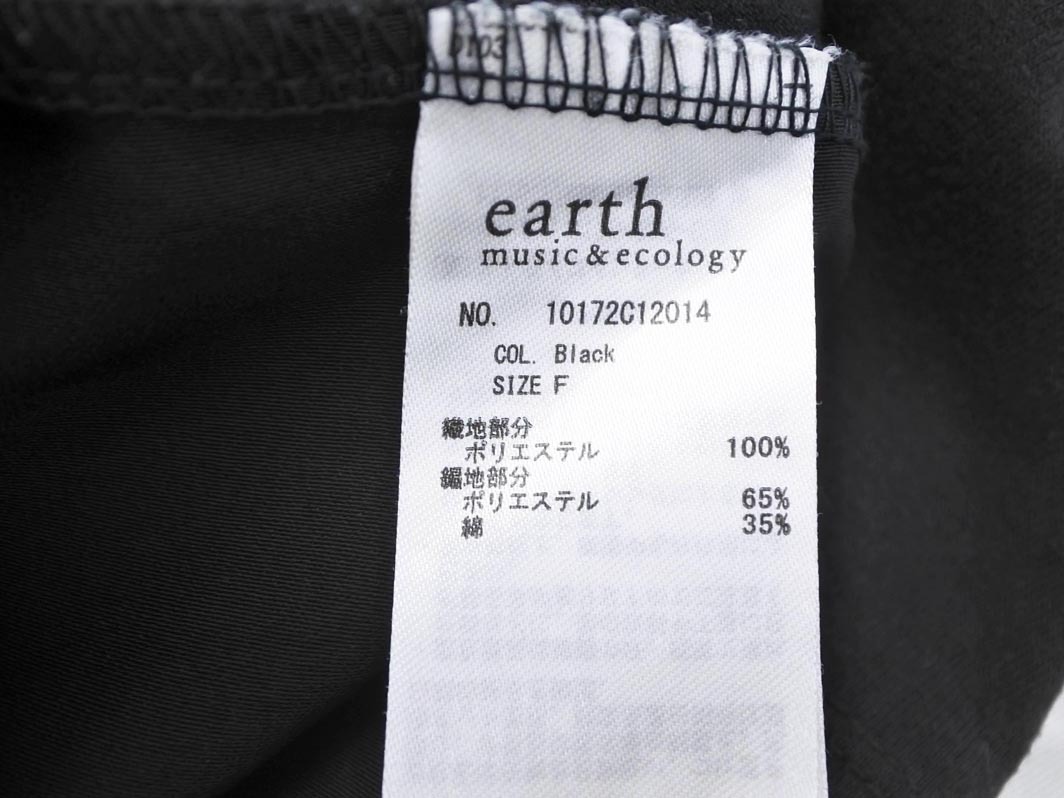 earth
music&ecology
NO. 10172C12014
COL. Black
SIZE F
織地部分
ポリエステル 100%
編地部分
ポリエステル 65%
綿 35%